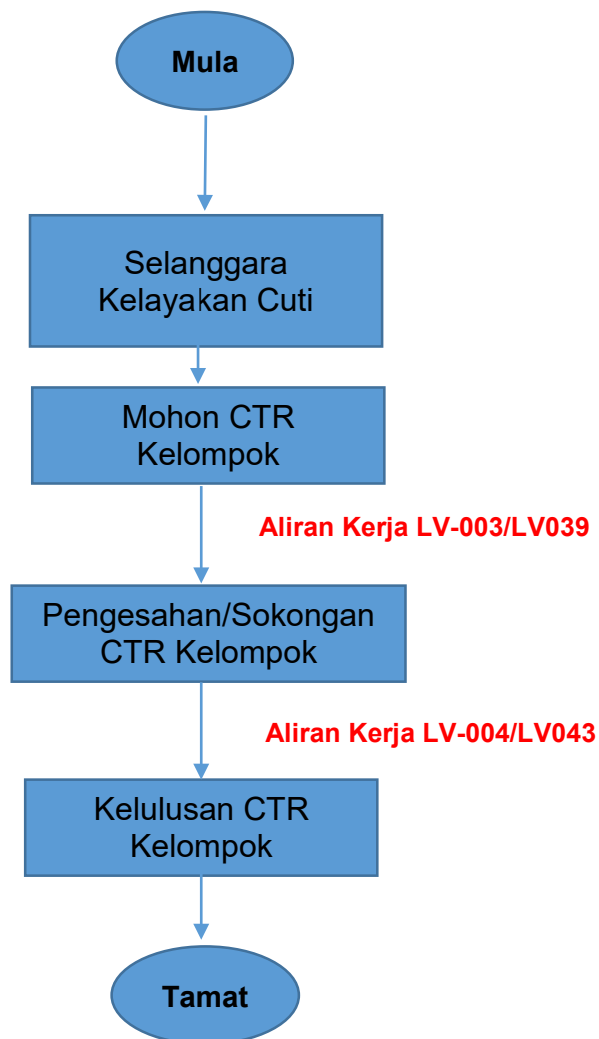 Mula
Selanggara
Kelayakan Cuti
Mohon CTR
Kelompok
Aliran Kerja LV-003/LV039
Pengesahan/Sokongan
CTR Kelompok
Aliran Kerja LV-004/LV043
Kelulusan CTR
Kelompok
Tamat